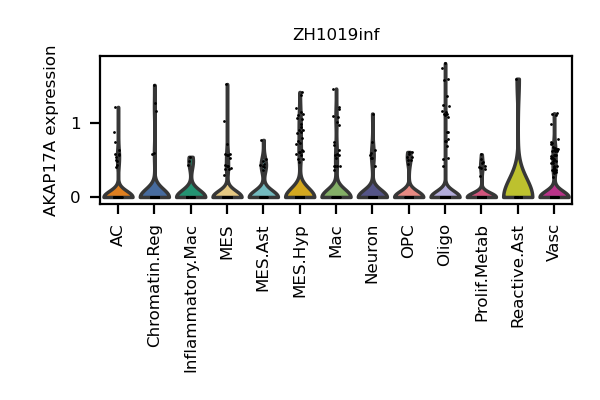 ZH1019inf
AKAP17A expression
1
0
AC
Chromatin.Reg
Inflammatory.Mac
MES
MES.Ast
MES.Hyp
Mac
Neuron
OPC
Oligo
Prolif.Metab
Reactive.Ast
Vasc